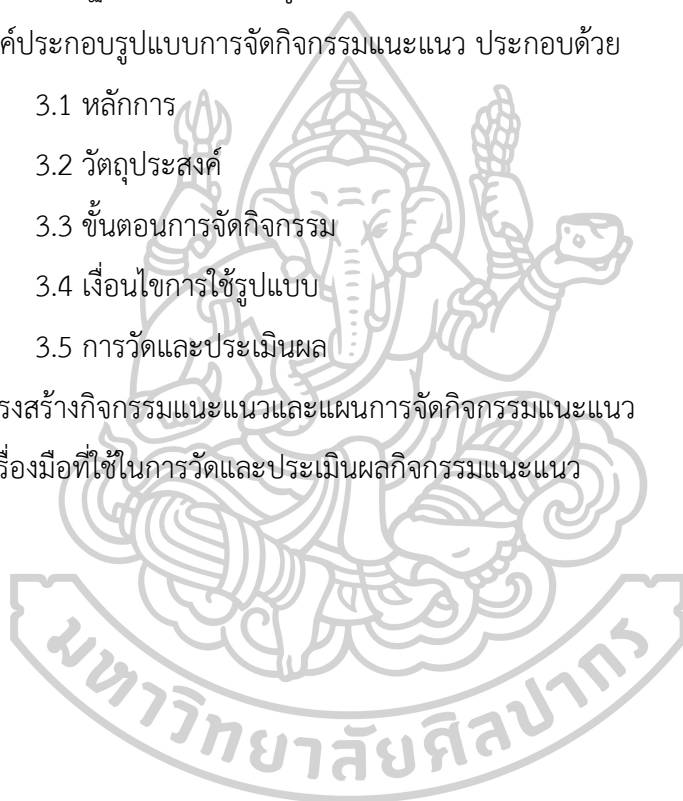 ค์ประกอบรูปแบบการจัดกิจกรรมแนะแนว ประกอบด้วย
3.1 หลักการ
3.2 วัตถุประสงค์
3.3 ขั้นตอนการจัดกิจกรรม
3.4 เงื่อนไขการใช้รูปแบบ
3.5 การวัดและประเมินผล
รงสร้างกิจกรรมแนะแนวและแผนการจัดกิจกรรมแนะแนว
รื่องมือที่ใช้ในการวัดและประเมินผลกิจกรรมแนะแนว
มหาวิทยาลัยศิลปากร